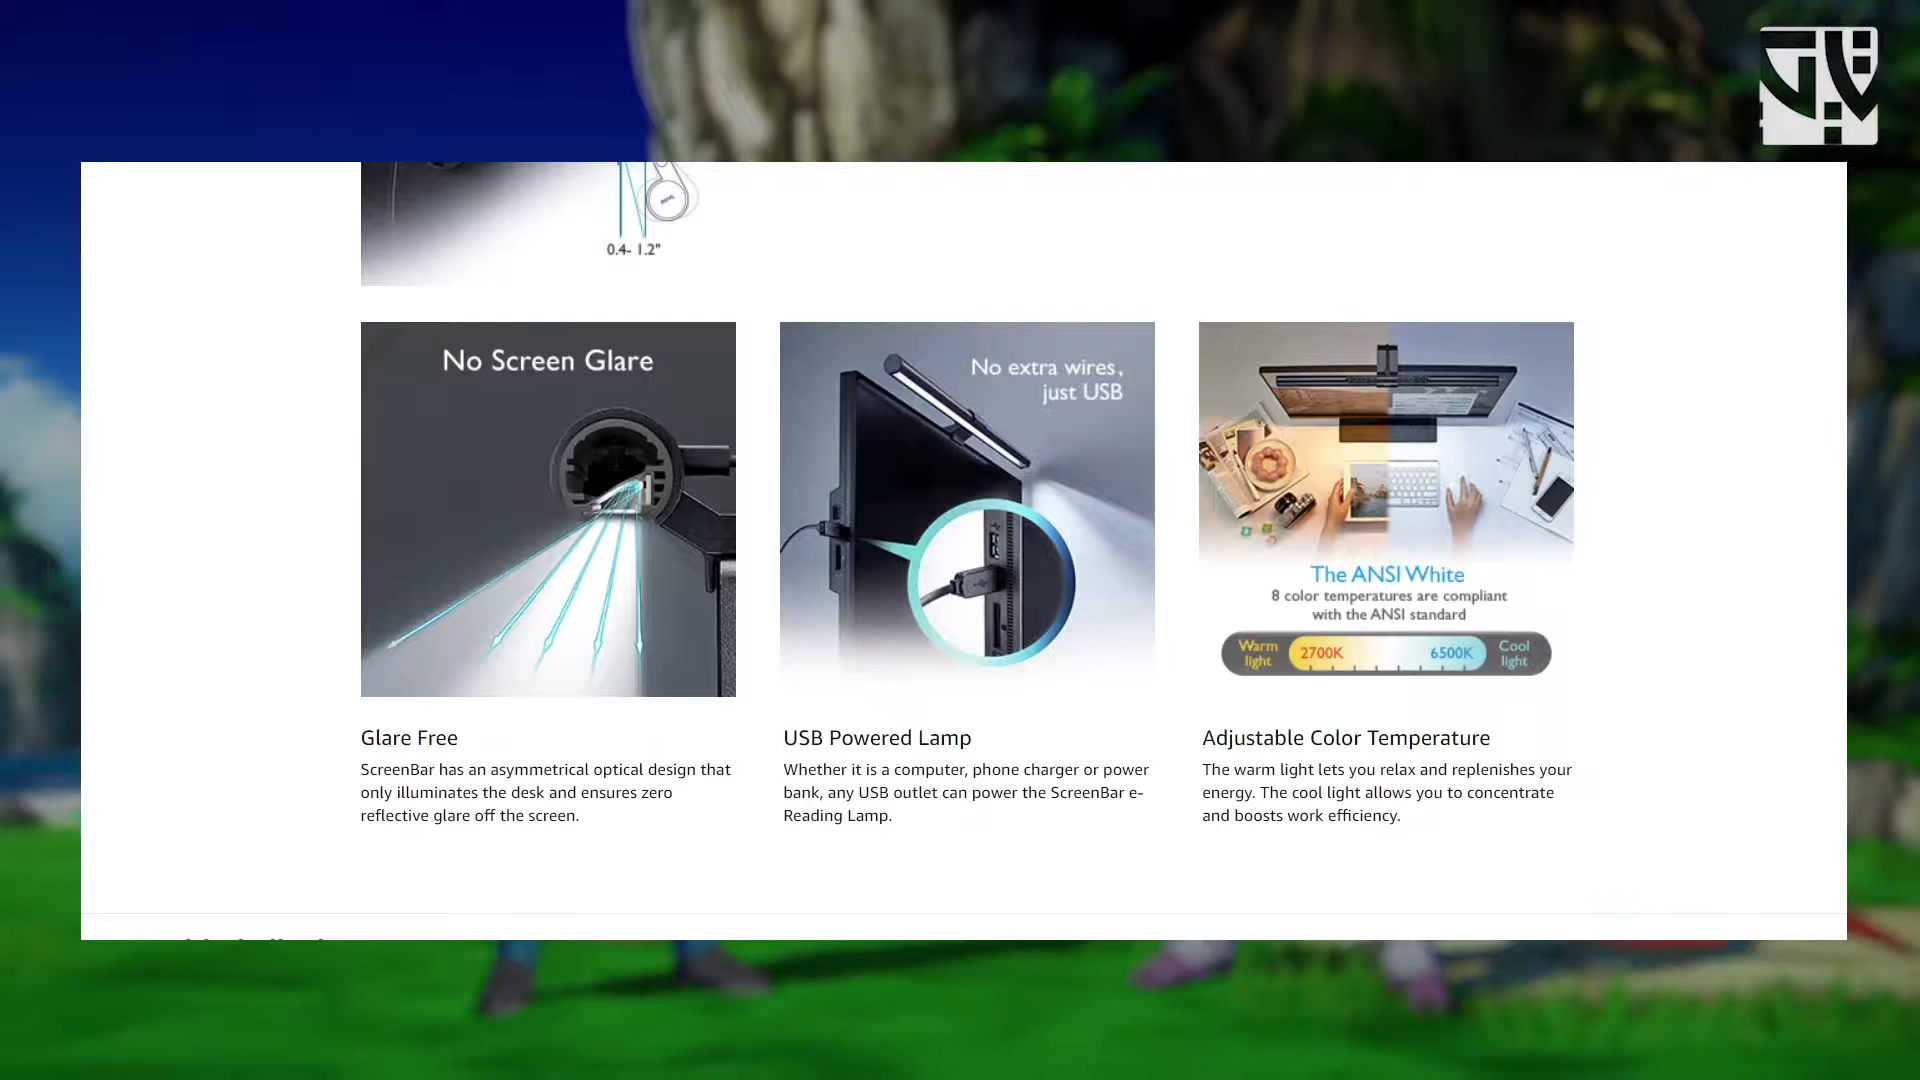 0.4- 1.2"
No Screen Glare
No extra wires,
just USB
The ANSI White
8 color temperatures are compliant
with the ANSI standard
Warm
light
2700K
6500K
Cool
light
Glare Free
ScreenBar has an asymmetrical optical design that
only illuminates the desk and ensures zero
reflective glare off the screen.
USB Powered Lamp
Whether it is a computer, phone charger or power
bank, any USB outlet can power the ScreenBar e-
Reading Lamp.
Adjustable Color Temperature
The warm light lets you relax and replenishes your
energy. The cool light allows you to concentrate
and boosts work efficiency.